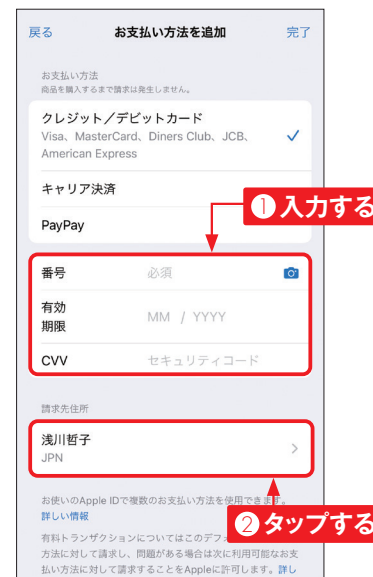 戻る お支払い方法を追加 完了
お支払い方法
商品を購入するまで請求は発生しません。
クレジット／デビットカード
Visa、MasterCard、Diners Club、JCB、
American Express
キャリア決済
❶入力する
PayPay
番号 必須
有効
期限
MM / YYYY
CVV セキュリティコード
請求先住所
浅川哲子
JPN
お使いのApple IDで複数のお支払い方法を使用できます。
詳しい情報
❷タップする
有料トランザクションについてはこのデフォ
方法に対して請求し、問題がある場合は次に利用可能なお支
払い方法に対して請求することをAppleに許可します。詳し